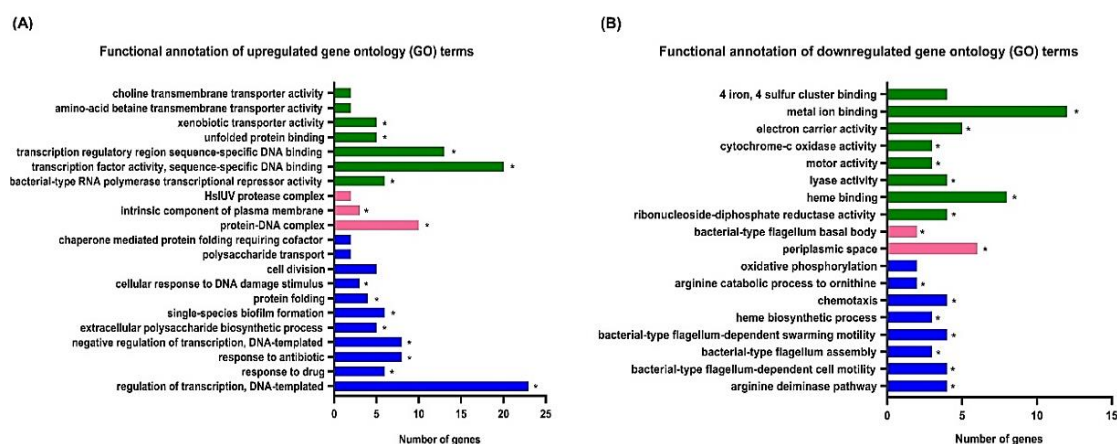 (A)
Functional annotation of upregulated gene ontology (GO) terms
choline transmembrane transporter activity
amino-acid betaine transmembrane transporter activity
xenobiotic transporter activity *
unfolded protein binding *
transcription regulatory region sequence-specific DNA binding *
transcription factor activity, sequence-specific DNA binding *
bacterial-type RNA polymerase transcriptional repressor activity *
HslUV protease complex
intrinsic component of plasma membrane *
protein-DNA complex *
chaperone mediated protein folding requiring cofactor
polysaccharide transport
cell division
cellular response to DNA damage stimulus *
protein folding *
single-species biofilm formation *
extracellular polysaccharide biosynthetic process *
negative regulation of transcription, DNA-templated *
response to antibiotic *
response to drug *
regulation of transcription, DNA-templated *
0 5 10 15 20 25
Number of genes
(B)
Functional annotation of downregulated gene ontology (GO) terms
4 iron, 4 sulfur cluster binding
metal ion binding *
electron carrier activity *
cytochrome-c oxidase activity *
motor activity *
lyase activity *
heme binding *
ribonucleoside-diphosphate reductase activity *
bacterial-type flagellum basal body *
periplasmic space *
oxidative phosphorylation
arginine catabolic process to ornithine *
chemotaxis *
heme biosynthetic process *
bacterial-type flagellum-dependent swarming motility *
bacterial-type flagellum assembly *
bacterial-type flagellum-dependent cell motility *
arginine deiminase pathway *
0 5 10 15
Number of genes